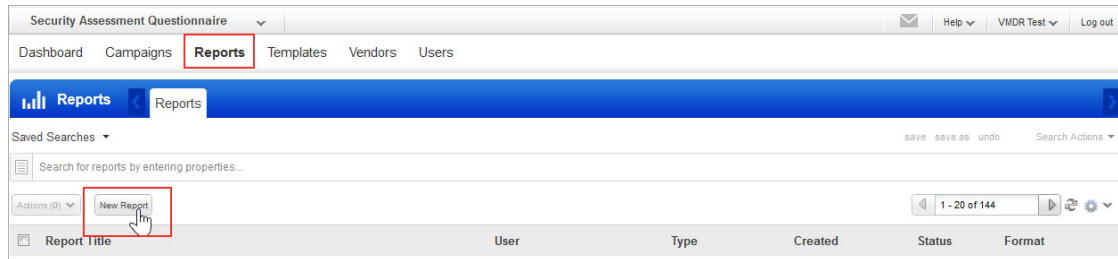 Security Assessment Questionnaire Help VMDR Test Log out
Dashboard Campaigns Reports Templates Vendors Users
Reports Reports
Saved Searches save save as undo Search Actions
Search for reports by entering properties...
Actions (0) New Report 1 - 20 of 144
Report Title User Type Created Status Format